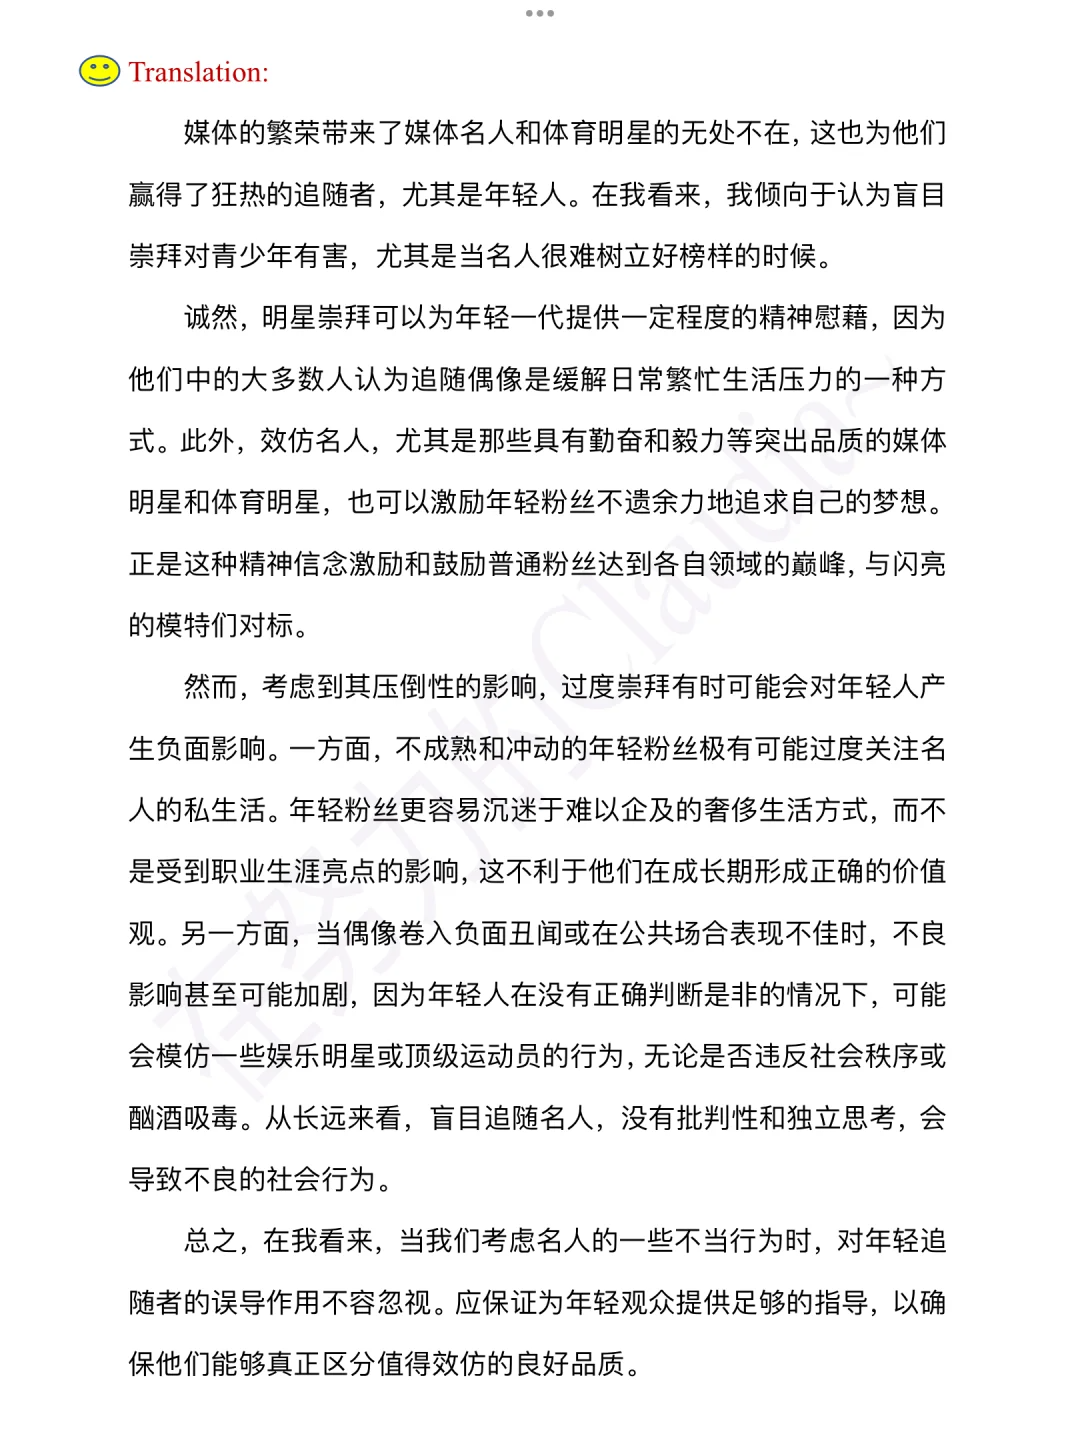 Translation:
媒体的繁荣带来了媒体名人和体育明星的无处不在，这也为他们
赢得了狂热的追随者，尤其是年轻人。在我看来，我倾向于认为盲目
崇拜对青少年有害，尤其是当名人很难树立好榜样的时候。
诚然，明星崇拜可以为年轻一代提供一定程度的精神慰藉，因为
他们中的大多数人认为追随偶像是缓解日常繁忙生活压力的一种方
式。此外，效仿名人，尤其是那些具有勤奋和毅力等突出品质的媒体
明星和体育明星，也可以激励年轻粉丝不遗余力地追求自己的梦想。
正是这种精神信念激励和鼓励普通粉丝达到各自领域的巅峰，与闪亮
的模特们对标。
然而，考虑到其压倒性的影响，过度崇拜有时可能会对年轻人产
生负面影响。一方面，不成熟和冲动的年轻粉丝极有可能过度关注名
人的私生活。年轻粉丝更容易沉迷于难以企及的奢侈生活方式，而不
是受到职业生涯亮点的影响，这不利于他们在成长期形成正确的价值
观。另一方面，当偶像卷入负面丑闻或在公共场合表现不佳时，不良
影响甚至可能加剧，因为年轻人在没有正确判断是非的情况下，可能
会模仿一些娱乐明星或顶级运动员的行为，无论是否违反社会秩序或
酗酒吸毒。从长远来看，盲目追随名人，没有批判性和独立思考，会
导致不良的社会行为。
总之，在我看来，当我们考虑名人的一些不当行为时，对年轻追
随者的误导作用不容忽视。应保证为年轻观众提供足够的指导，以确
保他们能够真正区分值得效仿的良好品质。
在努力的Claudia~